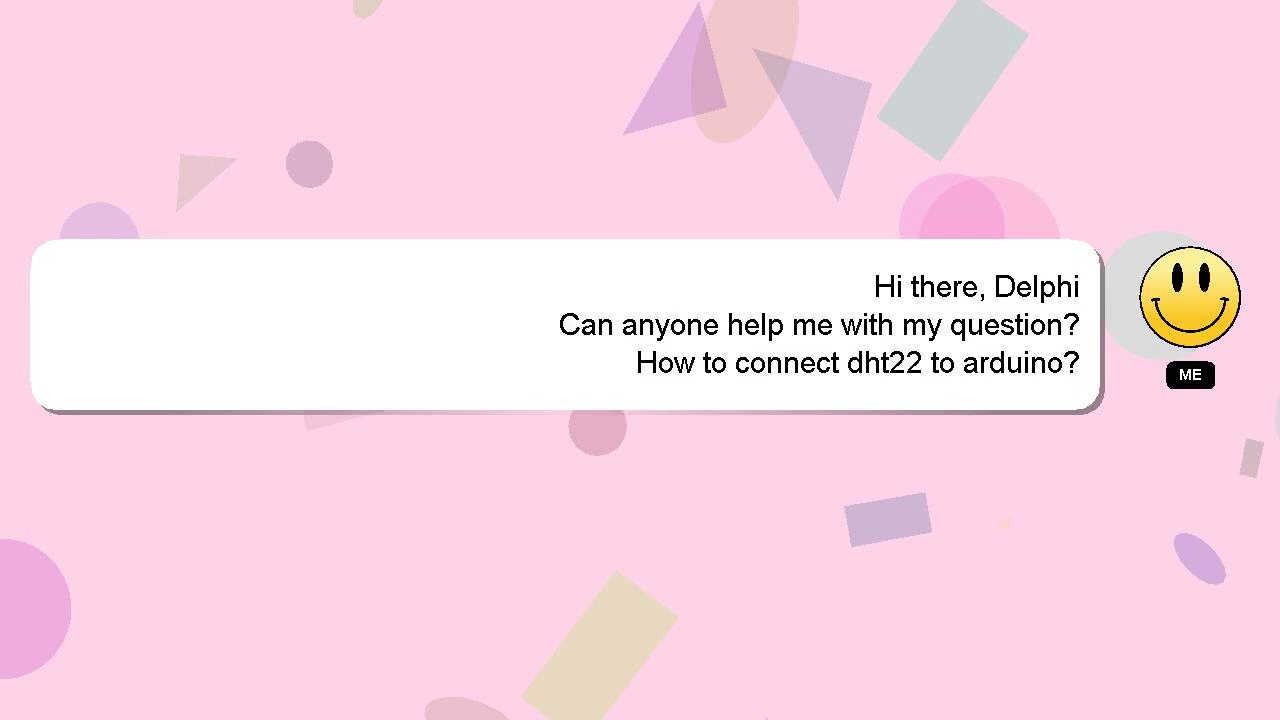 Hi there, Delphi
Can anyone help me with my question?
How to connect dht22 to arduino?
ME